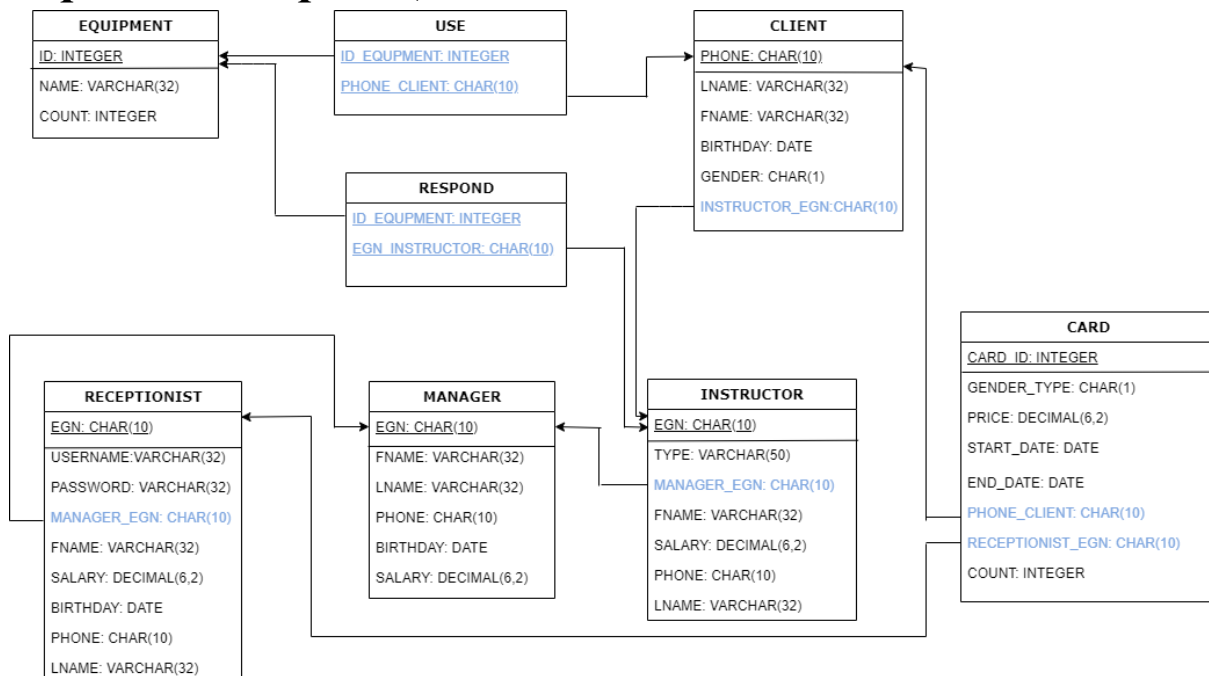 EQUIPMENT
ID: INTEGER
NAME: VARCHAR(32)
COUNT: INTEGER
USE
ID_EQUPMENT: INTEGER
PHONE_CLIENT: CHAR(10)
CLIENT
PHONE: CHAR(10)
LNAME: VARCHAR(32)
FNAME: VARCHAR(32)
BIRTHDAY: DATE
GENDER: CHAR(1)
INSTRUCTOR_EGN:CHAR(10)
RESPOND
ID_EQUPMENT: INTEGER
EGN_INSTRUCTOR: CHAR(10)
RECEPTIONIST
EGN: CHAR(10)
USERNAME:VARCHAR(32)
PASSWORD: VARCHAR(32)
MANAGER_EGN: CHAR(10)
FNAME: VARCHAR(32)
SALARY: DECIMAL(6,2)
BIRTHDAY: DATE
PHONE: CHAR(10)
LNAME: VARCHAR(32)
MANAGER
EGN: CHAR(10)
FNAME: VARCHAR(32)
LNAME: VARCHAR(32)
PHONE: CHAR(10)
BIRTHDAY: DATE
SALARY: DECIMAL(6,2)
INSTRUCTOR
EGN: CHAR(10)
TYPE: VARCHAR(50)
MANAGER_EGN: CHAR(10)
FNAME: VARCHAR(32)
SALARY: DECIMAL(6,2)
PHONE: CHAR(10)
LNAME: VARCHAR(32)
CARD
CARD_ID: INTEGER
GENDER_TYPE: CHAR(1)
PRICE: DECIMAL(6,2)
START_DATE: DATE
END_DATE: DATE
PHONE_CLIENT: CHAR(10)
RECEPTIONIST_EGN: CHAR(10)
COUNT: INTEGER